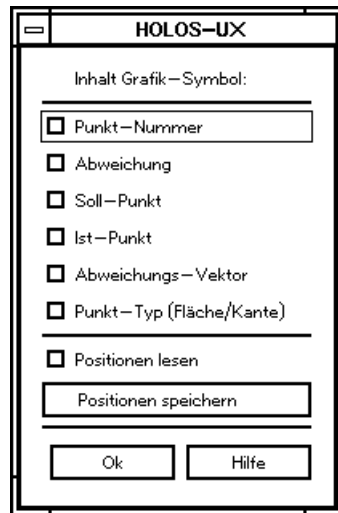 HOLOS-UX
Inhalt Grafik-Symbol:
Punkt-Nummer
Abweichung
Soll-Punkt
Ist-Punkt
Abweichungs-Vektor
Punkt-Typ (Fläche/Kante)
Positionen lesen
Positionen speichern
Ok Hilfe